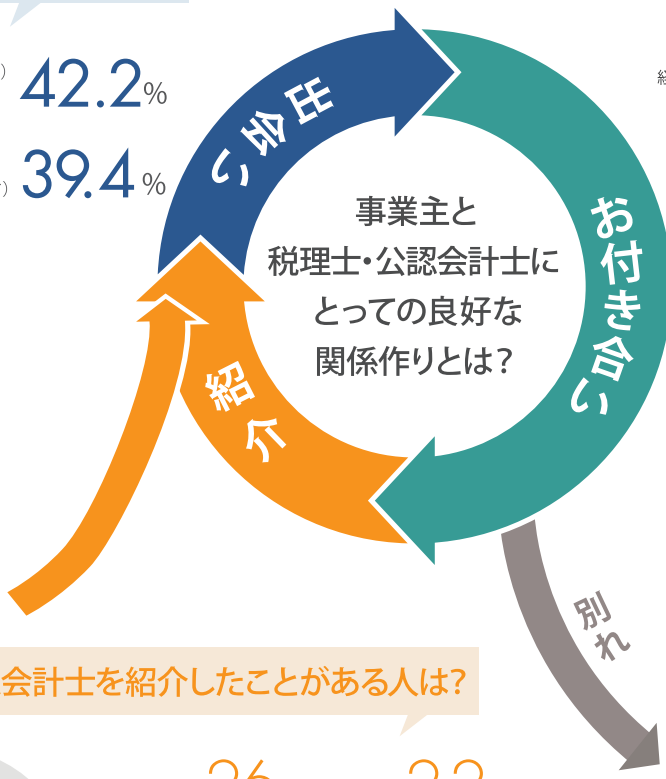 42.2%
39.4%
出会い
事業主と
税理士・公認会計士に
とっての良好な
関係作りとは？
お付き合い
紹介
別れ
会計士を紹介したことがある人は？